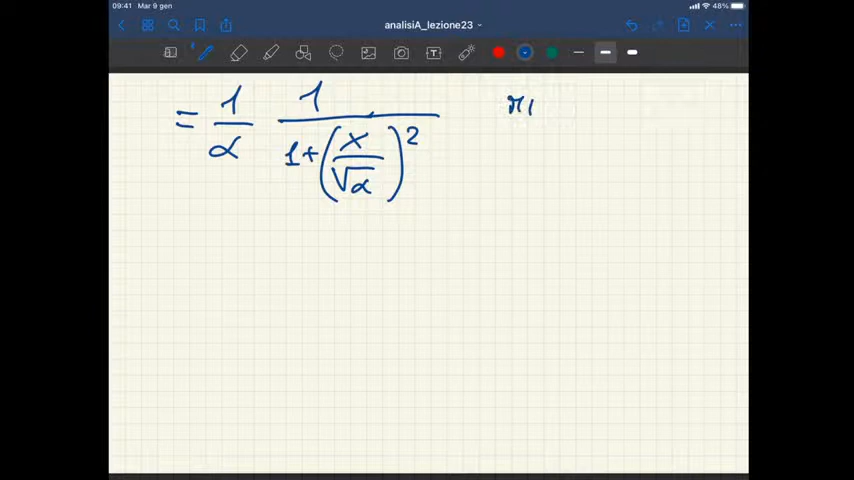 09:41 Mar 9 gen 48%
analisiA_lezione23
= 1/α 1/(1+(x/√α)²)